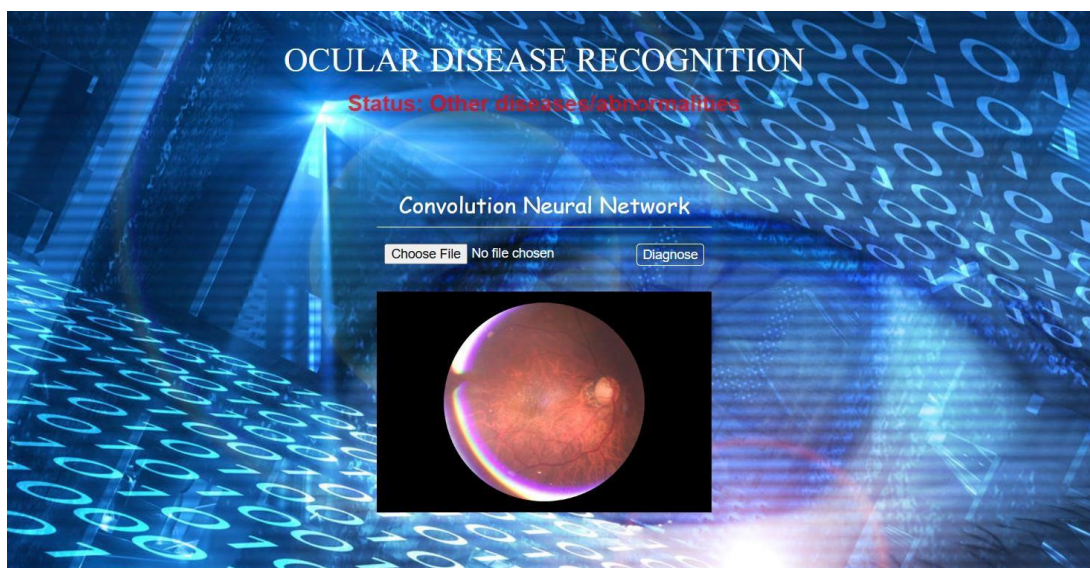 OCULAR DISEASE RECOGNITION
Status: Other diseases/abnormalities
Convolution Neural Network
Choose File No file chosen Diagnose